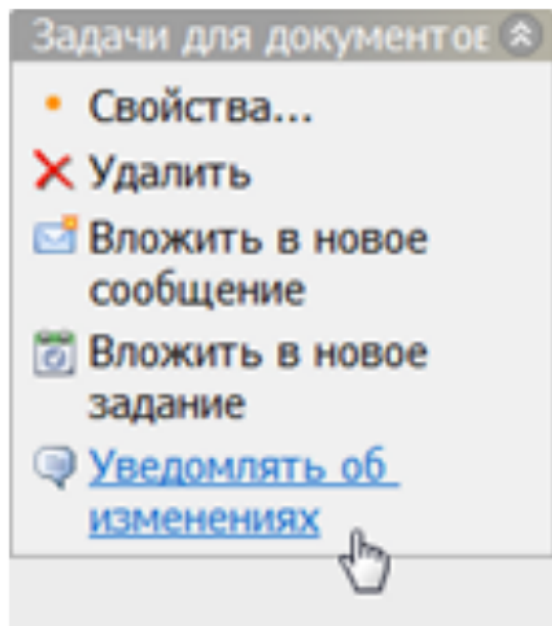 Задачи для документов
Свойства...
Удалить
Вложить в новое
сообщение
Вложить в новое
задание
Уведомлять об
изменениях